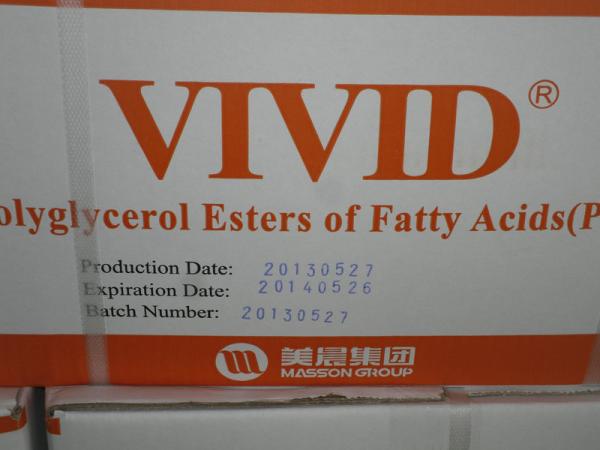 VIVID®
olyglycerol Esters of Fatty Acids(P
Production Date: 20130527
Expiration Date: 20140526
Batch Number: 20130527
美晨集团
MASSON GROUP